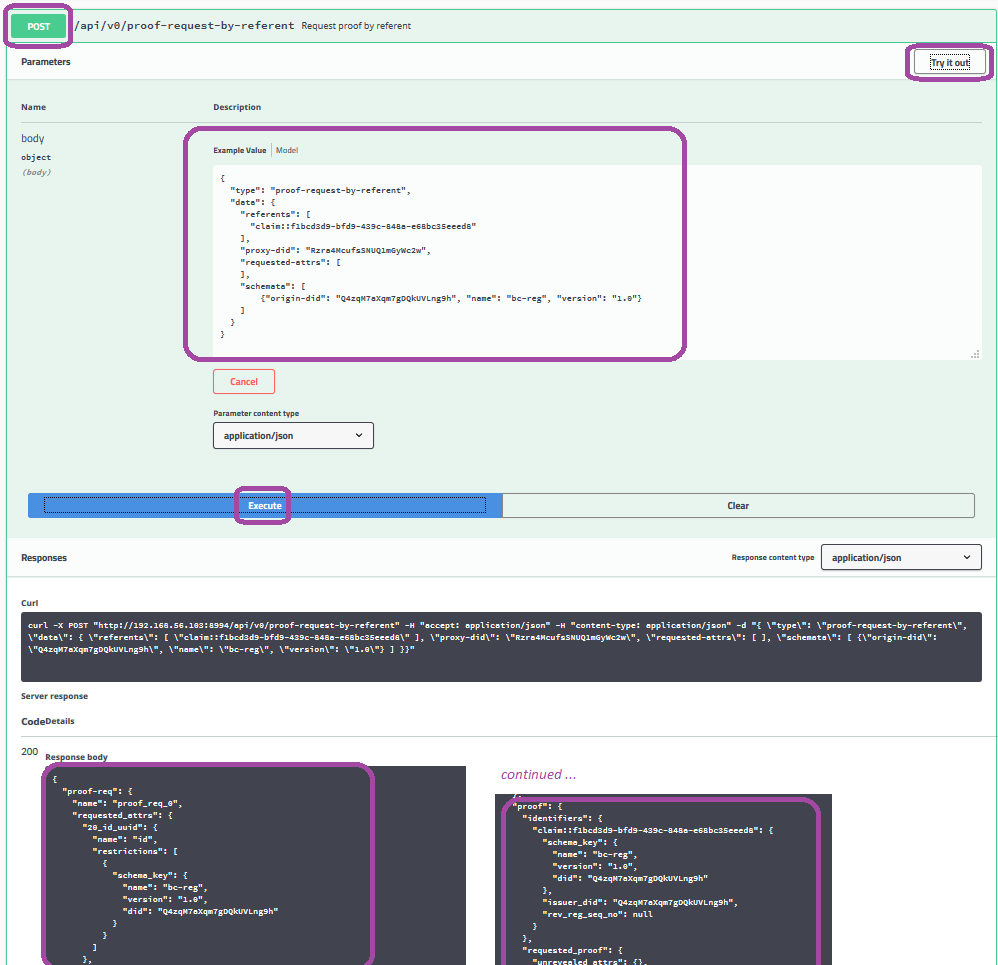 POST /api/v0/proof-request-by-referent Request proof by referent
Parameters
Try it out
Name Description
body
object
(body)
Example Value Model
{
"type": "proof-request-by-referent",
"data": {
"referents": [
"claim::f1bcd3d9-bfd9-439c-848a-e68bc35eeed8"
],
"proxy-did": "Rzra4McufsSNUQ1mGyWc2w",
"requested-attrs": [
],
"schemata": [
{"origin-did": "Q4zqM7aXqm7gDQkUVLng9h", "name": "bc-reg", "version": "1.0"}
]
}
}
Cancel
Parameter content type
application/json
Execute Clear
Responses
Response content type application/json
Curl
curl -X POST "http://192.168.56.103:8994/api/v0/proof-request-by-referent" -H "accept: application/json" -H "content-type: application/json" -d "{ \"type\": \"proof-request-by-referent\",
\"data\": { \"referents\": [ \"claim::f1bcd3d9-bfd9-439c-848a-e68bc35eeed8\" ], \"proxy-did\": \"Rzra4McufsSNUQ1mGyWc2w\", \"requested-attrs\": [ ], \"schemata\": [ {\"origin-did\":
\"Q4zqM7aXqm7gDQkUVLng9h\", \"name\": \"bc-reg\", \"version\": \"1.0\"} ] }}"
Server response
Code Details
200
Response body
{
"proof-req": {
"name": "proof_req_0",
"requested_attrs": {
"20_id_uuid": {
"name": "id",
"restrictions": [
{
"schema_key": {
"name": "bc-reg",
"version": "1.0",
"did": "Q4zqM7aXqm7gDQkUVLng9h"
}
}
]
},
continued ...
"proof": {
"identifiers": {
"claim::f1bcd3d9-bfd9-439c-848a-e68bc35eeed8": {
"schema_key": {
"name": "bc-reg",
"version": "1.0",
"did": "Q4zqM7aXqm7gDQkUVLng9h"
},
"issuer_did": "Q4zqM7aXqm7gDQkUVLng9h",
"rev_reg_seq_no": null
}
},
"requested_proof": {
"unrevealed_attrs": {},